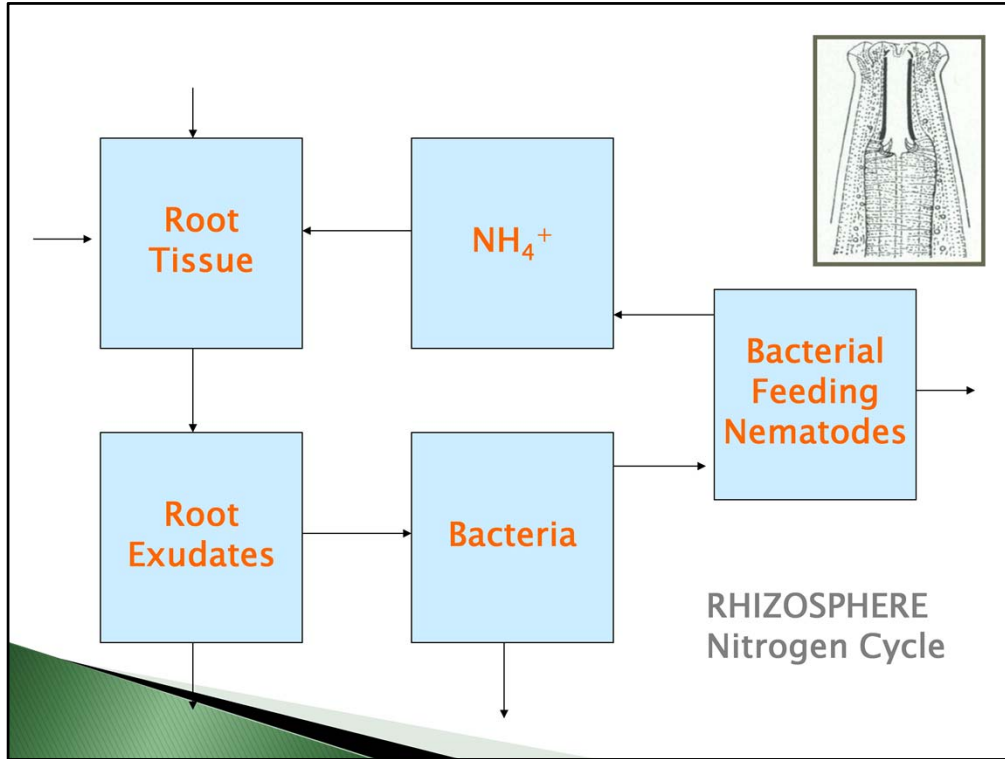 Root
Tissue
NH₄⁺
Bacterial
Feeding
Nematodes
Root
Exudates
Bacteria
RHIZOSPHERE
Nitrogen Cycle